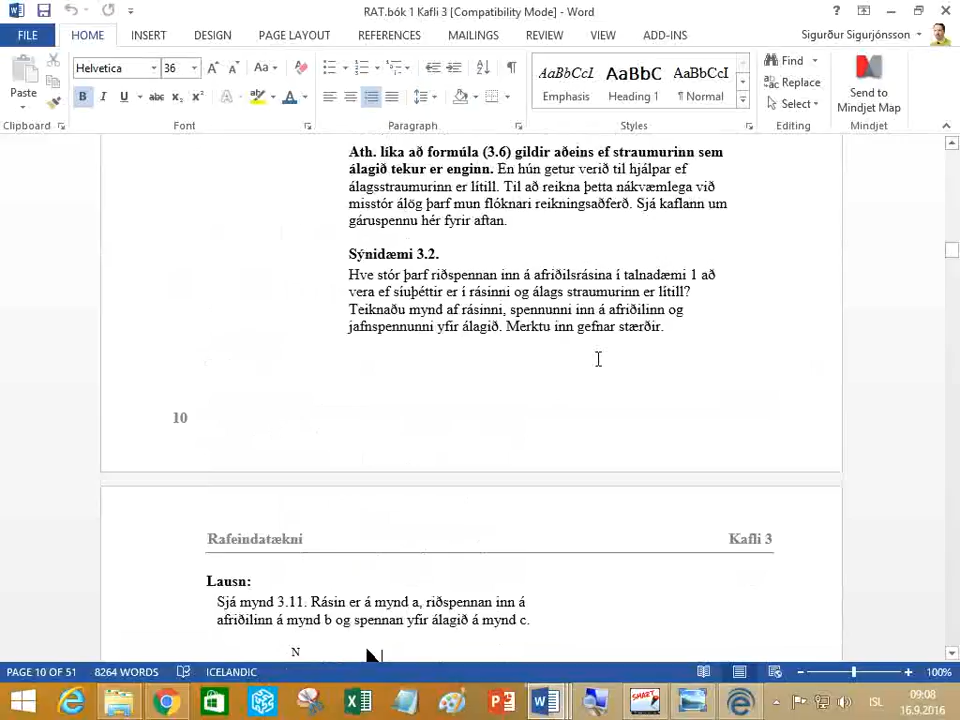 RAT.bók 1 Kafli 3 [Compatibility Mode] - Word
FILE HOME INSERT DESIGN PAGE LAYOUT REFERENCES MAILINGS REVIEW VIEW ADD-INS Sigurður Sigurjónsson
Helvetica 36
Paste
B I U abc x₂ x²
AaBbCcI AaBbC AaBbCcI
Emphasis Heading 1 ¶ Normal
Find
Replace
Select
Send to
Mindjet Map
Clipboard Font Paragraph Styles Editing Mindjet
Ath. líka að formúla (3.6) gildir aðeins ef straumurinn sem
álagið tekur er enginn. En hún getur verið til hjálpar ef
álagsstraumurinn er lítill. Til að reikna þetta nákvæmlega við
misstór álög þarf mun flóknari reikningsaðferð. Sjá kaflann um
gáruspennu hér fyrir aftan.
Sýnidæmi 3.2.
Hve stór þarf riðspennan inn á afriðilsrásina í talnadæmi 1 að
vera ef síuþéttir er í rásinni og álags straumurinn er lítill?
Teiknaðu mynd af rásinni, spennunni inn á afriðilinn og
jafnspennunni yfir álagið. Merktu inn gefnar stærðir.
10
Rafeindatækni Kafli 3
Lausn:
Sjá mynd 3.11. Rásin er á mynd a, riðspennan inn á
afriðilinn á mynd b og spennan yfir álagið á mynd c.
N
PAGE 10 OF 51 8264 WORDS ICELANDIC 100%
ISL
09:08
16.9.2016